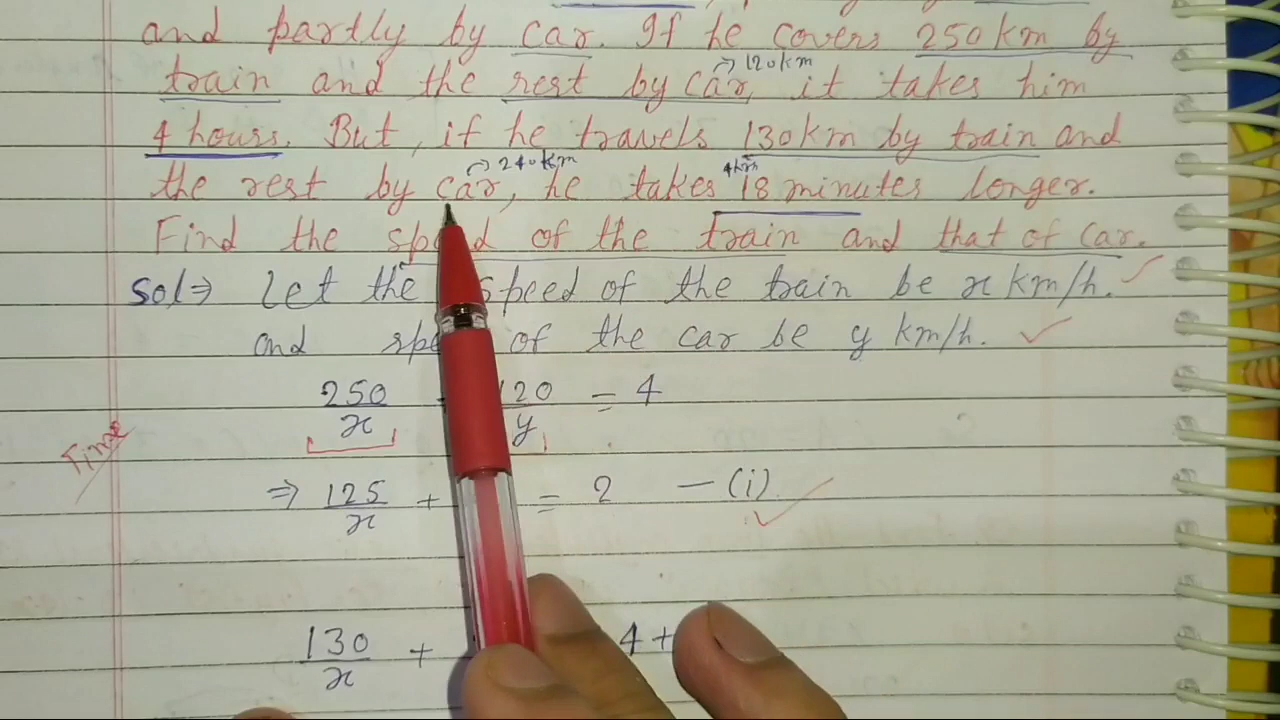 and partly by car. If he covers 250 km by
→ 120 km
train and the rest by car, it takes him
4 hours. But, if he travels 130 km by train and
→ 240 km 4 hrs
the rest by car, he takes 18 minutes longer.
Find the speed of the train and that of car.
Sol ⇒ Let the speed of the train be x km/h.
and of the car be y km/h.
250/x 120/y = 4
Time
⇒ 125/x + = 2 — (i)
130/x + 4 +